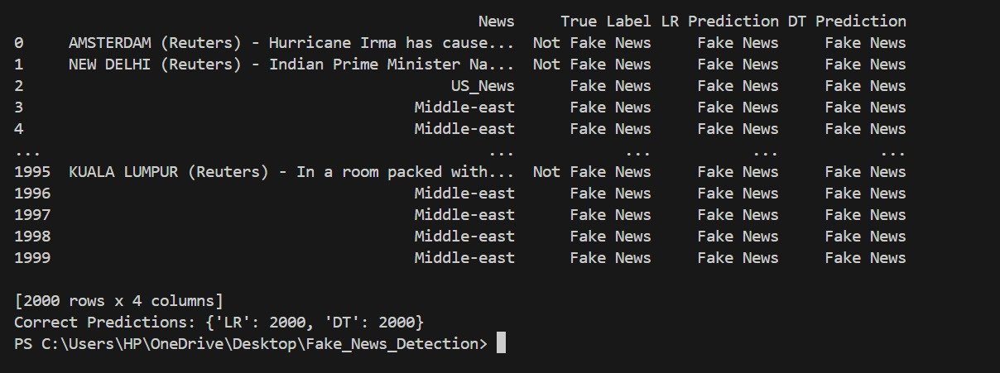 News True Label LR Prediction DT Prediction
0 AMSTERDAM (Reuters) - Hurricane Irma has cause... Not Fake News Fake News Fake News
1 NEW DELHI (Reuters) - Indian Prime Minister Na... Not Fake News Fake News Fake News
2 US_News Fake News Fake News Fake News
3 Middle-east Fake News Fake News Fake News
4 Middle-east Fake News Fake News Fake News
... ... ... ... ...
1995 KUALA LUMPUR (Reuters) - In a room packed with... Not Fake News Fake News Fake News
1996 Middle-east Fake News Fake News Fake News
1997 Middle-east Fake News Fake News Fake News
1998 Middle-east Fake News Fake News Fake News
1999 Middle-east Fake News Fake News Fake News
[2000 rows x 4 columns]
Correct Predictions: {'LR': 2000, 'DT': 2000}
PS C:\Users\HP\OneDrive\Desktop\Fake_News_Detection>